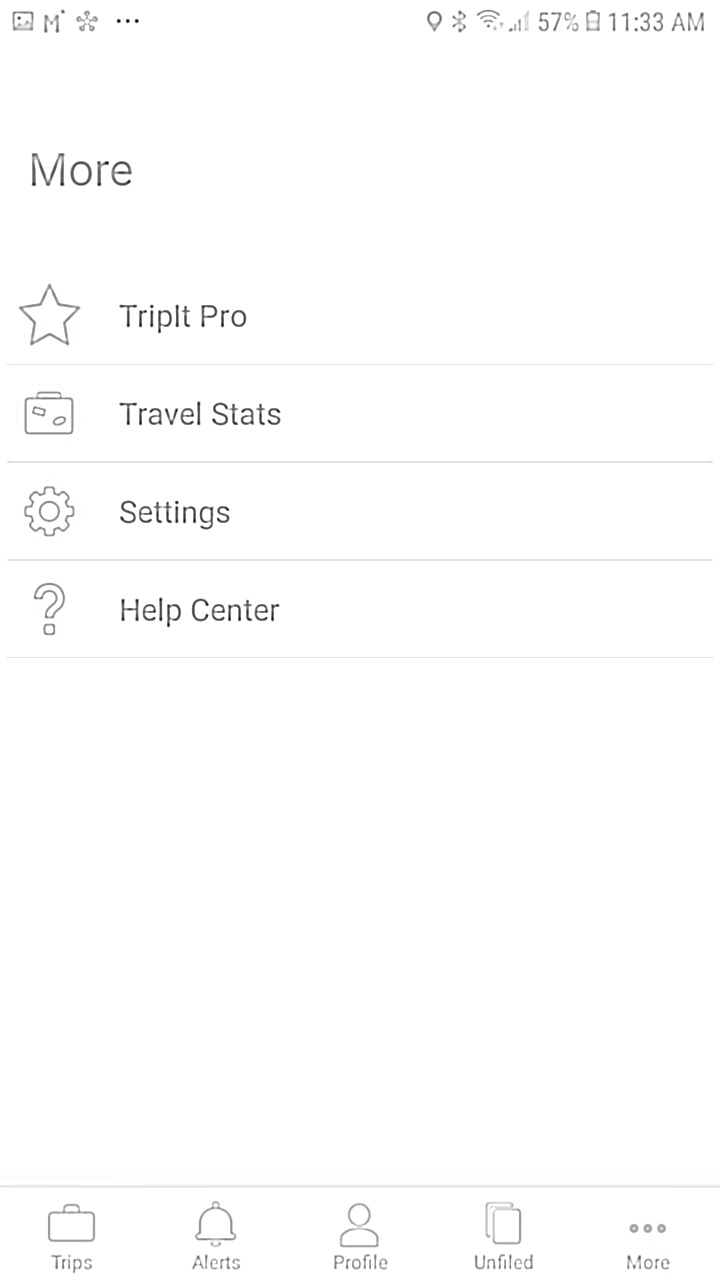 57% 11:33 AM
More
TripIt Pro
Travel Stats
Settings
Help Center
Trips Alerts Profile Unfiled More